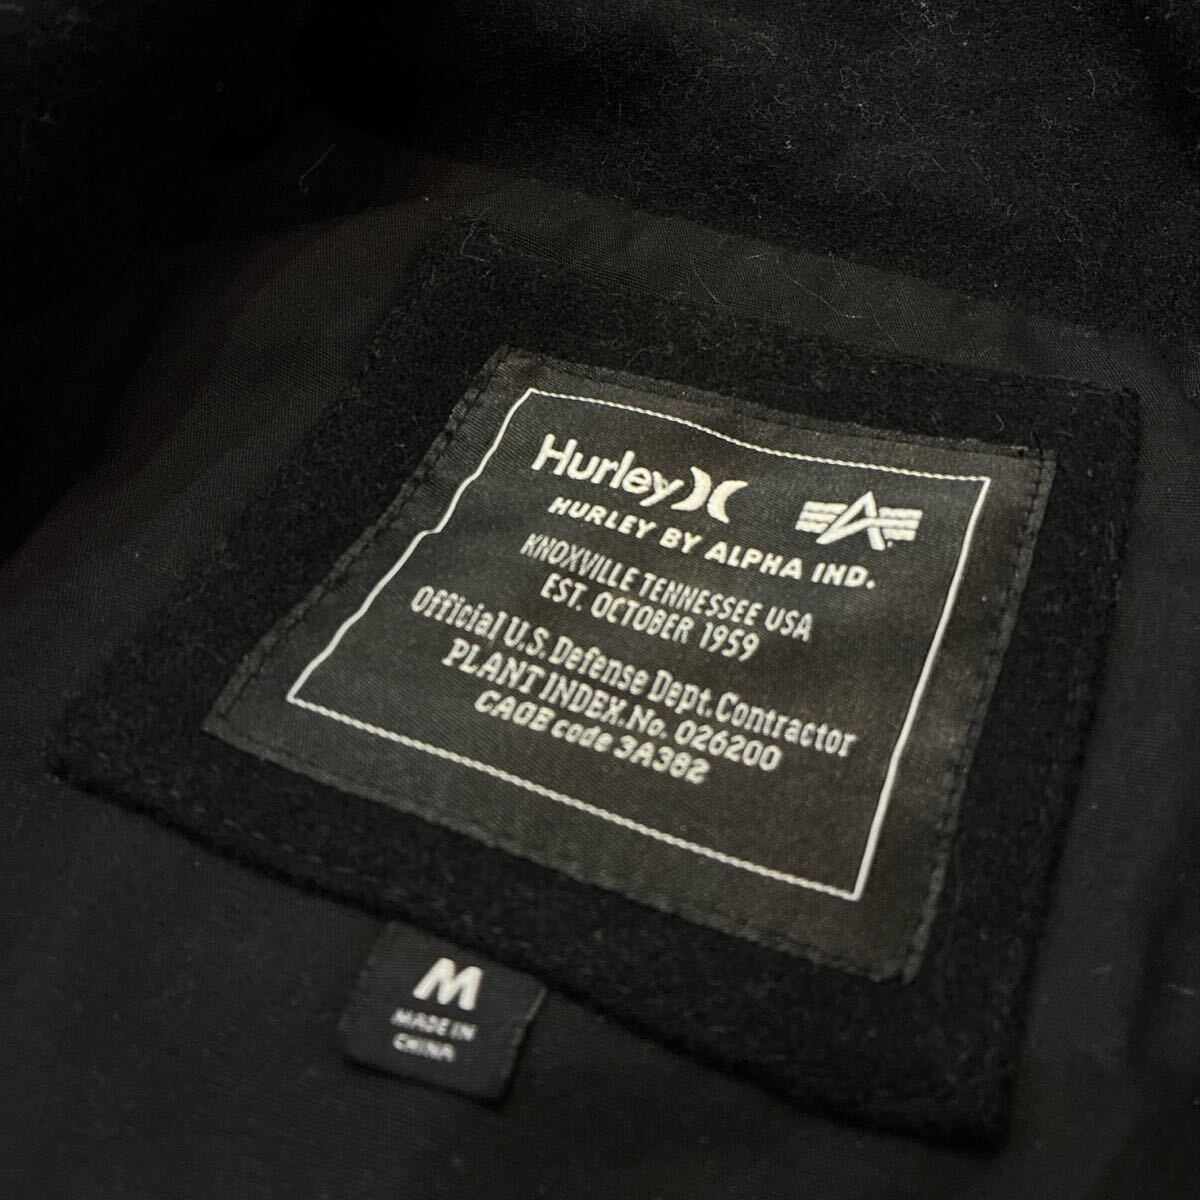 Hurley
HURLEY BY ALPHA IND.
KNOXVILLE TENNESSEE USA
EST. OCTOBER 1959
Official U.S. Defense Dept. Contractor
PLANT INDEX. No. 026200
CAGE code 3A382
M
MADE IN
CHINA